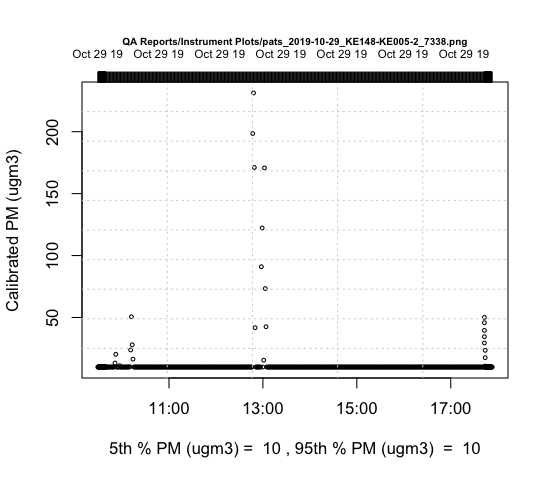 QA Reports/Instrument Plots/pats_2019-10-29_KE148-KE005-2_7338.png
Oct 29 19 Oct 29 19 Oct 29 19 Oct 29 19 Oct 29 19 Oct 29 19 Oct 29 19
Calibrated PM (ugm3)
200
150
100
50
11:00 13:00 15:00 17:00
5th % PM (ugm3) = 10 , 95th % PM (ugm3) = 10